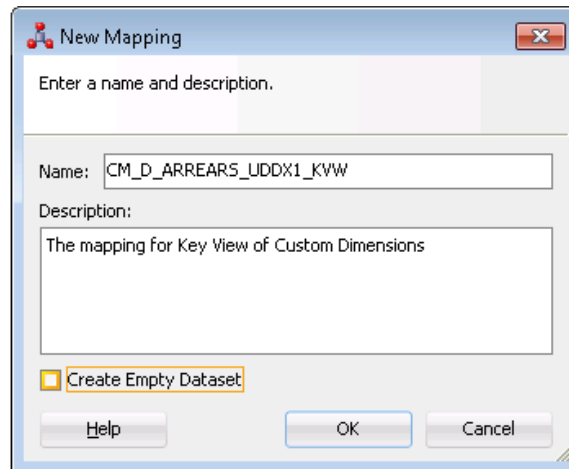 New Mapping
Enter a name and description.
Name: CM_D_ARREARS_UDDX1_KVW
Description:
The mapping for Key View of Custom Dimensions
Create Empty Dataset
Help OK Cancel